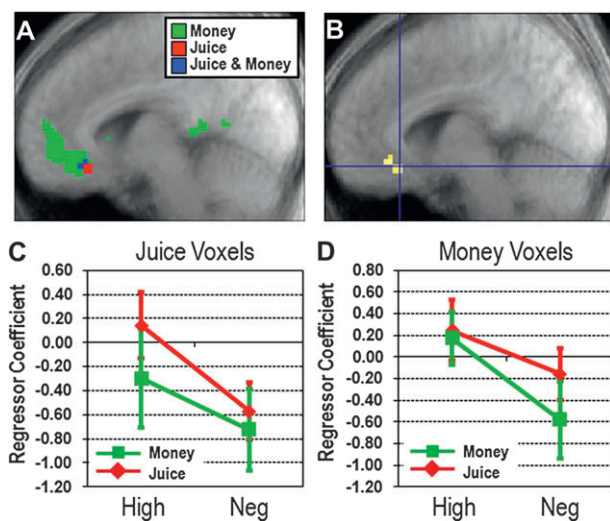 A
Money
Juice
Juice & Money
B
C
Juice Voxels
Regressor Coefficient
0.60
0.40
0.20
0.00
-0.20
-0.40
-0.60
-0.80
-1.00
-1.20
Money
Juice
High
Neg
D
Money Voxels
Regressor Coefficient
0.80
0.60
0.40
0.20
0.00
-0.20
-0.40
-0.60
-0.80
-1.00
-1.20
Money
Juice
High
Neg